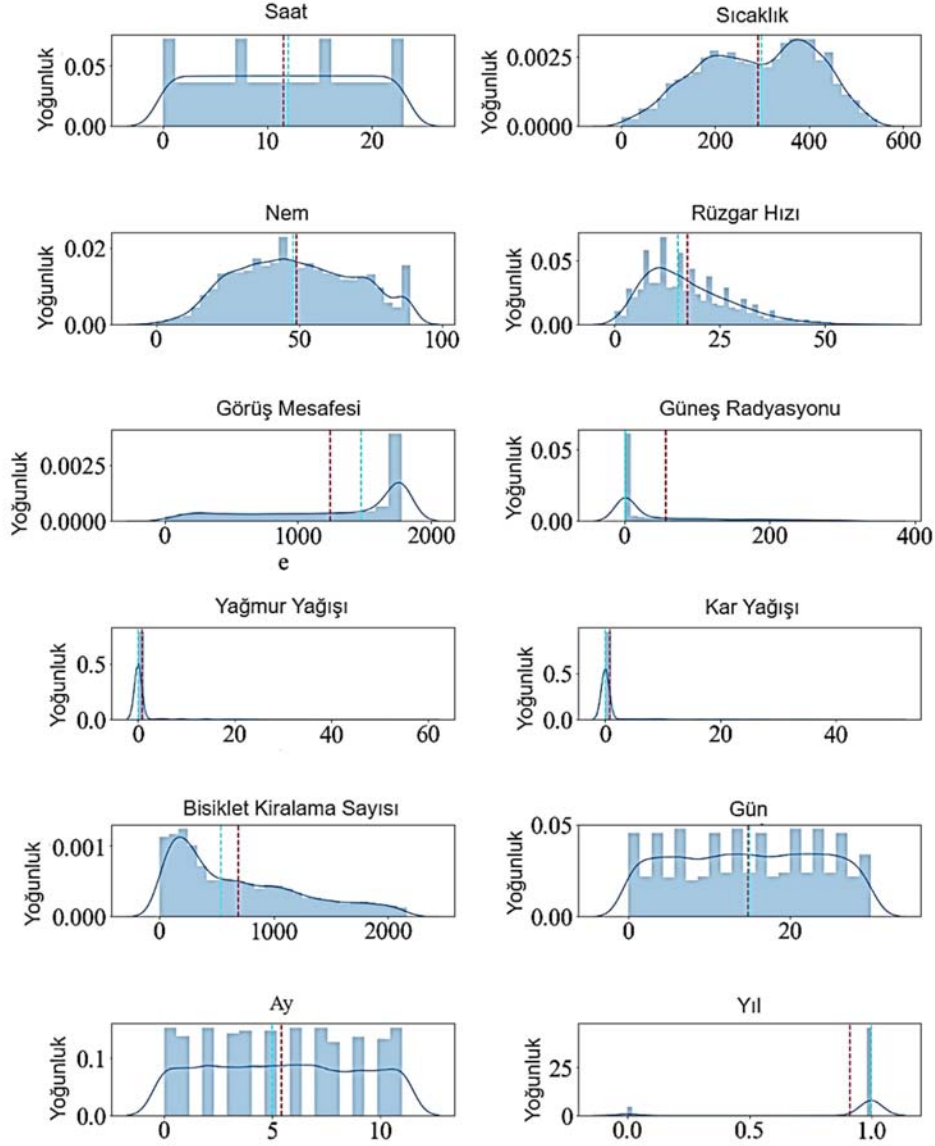 Saat
Yoğunluk
0.05
0.00
0 10 20
Sıcaklık
Yoğunluk
0.0025
0.0000
0 200 400 600
Nem
Yoğunluk
0.02
0.00
0 50 100
Rüzgar Hızı
Yoğunluk
0.05
0.00
0 25 50
Görüş Mesafesi
Yoğunluk
0.0025
0.0000
0 1000 2000
e
Güneş Radyasyonu
Yoğunluk
0.05
0.00
0 200 400
Yağmur Yağışı
Yoğunluk
0.5
0.0
0 20 40 60
Kar Yağışı
Yoğunluk
0.5
0.0
0 20 40
Bisiklet Kiralama Sayısı
Yoğunluk
0.001
0.000
0 1000 2000
Gün
Yoğunluk
0.05
0.00
0 20
Ay
Yoğunluk
0.1
0.0
0 5 10
Yıl
Yoğunluk
25
0
0.0 0.5 1.0